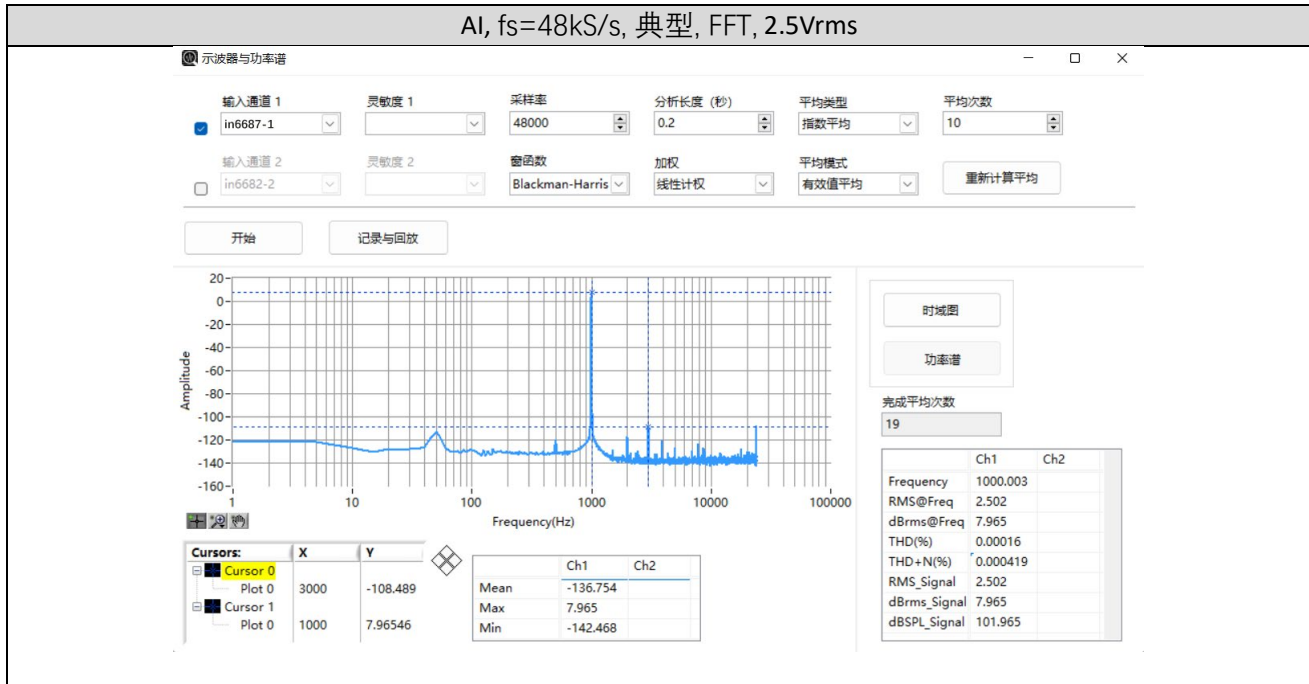 AI, fs=48kS/s, 典型, FFT, 2.5Vrms
示波器与功率谱
输入通道 1 灵敏度 1 采样率 分析长度（秒） 平均类型 平均次数
in6687-1 48000 0.2 指数平均 10
输入通道 2 灵敏度 2 窗函数 加权 平均模式
in6682-2 Blackman-Harris 线性计权 有效值平均 重新计算平均
开始 记录与回放
Amplitude
20
0
-20
-40
-60
-80
-100
-120
-140
-160
1 10 100 1000 10000 100000
Frequency(Hz)
时域图
功率谱
完成平均次数
19
Ch1 Ch2
Frequency 1000.003
RMS@Freq 2.502
dBrms@Freq 7.965
THD(%) 0.00016
THD+N(%) 0.000419
RMS_Signal 2.502
dBrms_Signal 7.965
dBSPL_Signal 101.965
Cursors: X Y
Cursor 0
Plot 0 3000 -108.489
Cursor 1
Plot 0 1000 7.96546
Ch1 Ch2
Mean -136.754
Max 7.965
Min -142.468